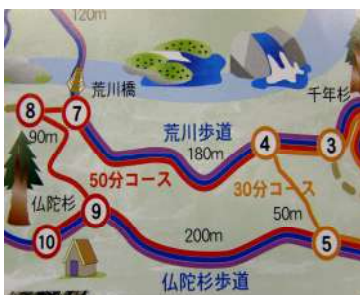 120m
荒川橋
千年杉
8
7
90m
荒川歩道
180m
4
3
50分コース
30分コース
仏陀杉
9
50m
10
200m
5
仏陀杉歩道